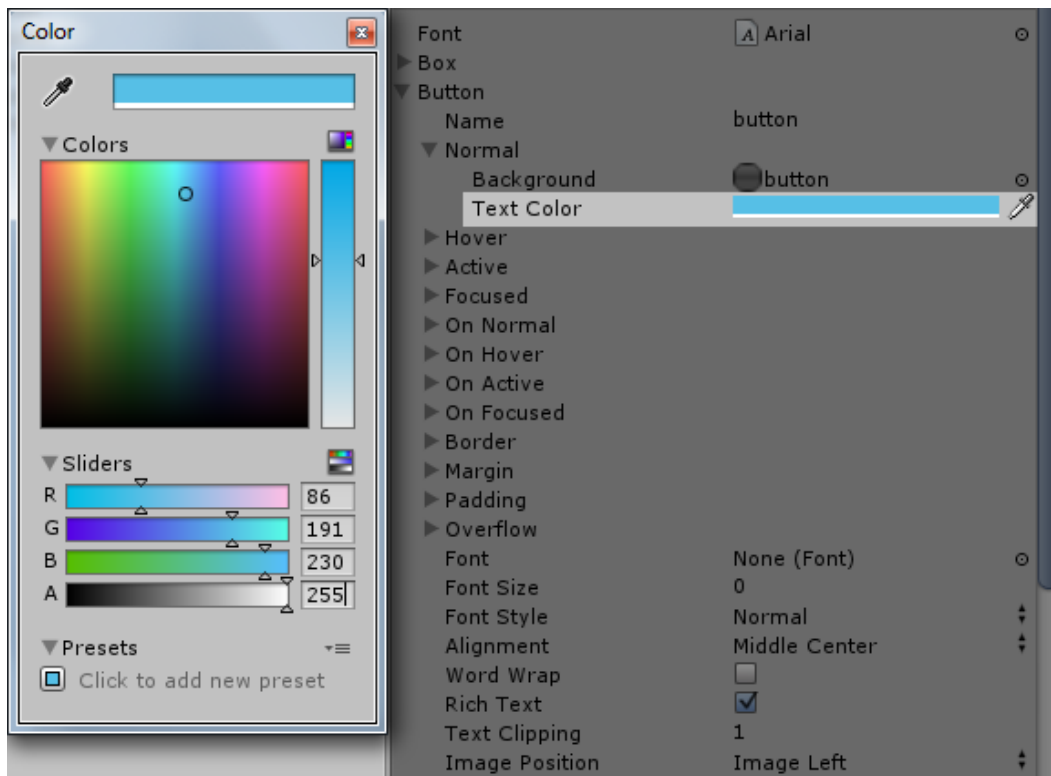 Color
Colors
Sliders
R 86
G 191
B 230
A 255
Presets
Click to add new preset
Font Arial
Box
Button
Name button
Normal
Background button
Text Color
Hover
Active
Focused
On Normal
On Hover
On Active
On Focused
Border
Margin
Padding
Overflow
Font None (Font)
Font Size 0
Font Style Normal
Alignment Middle Center
Word Wrap
Rich Text
Text Clipping 1
Image Position Image Left